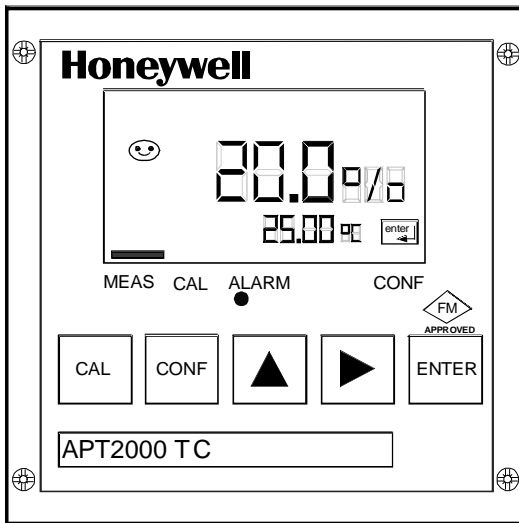 Honeywell
20.0%
25.00 °C enter
MEAS CAL ALARM CONF
FM
APPROVED
CAL CONF ENTER
APT2000 TC